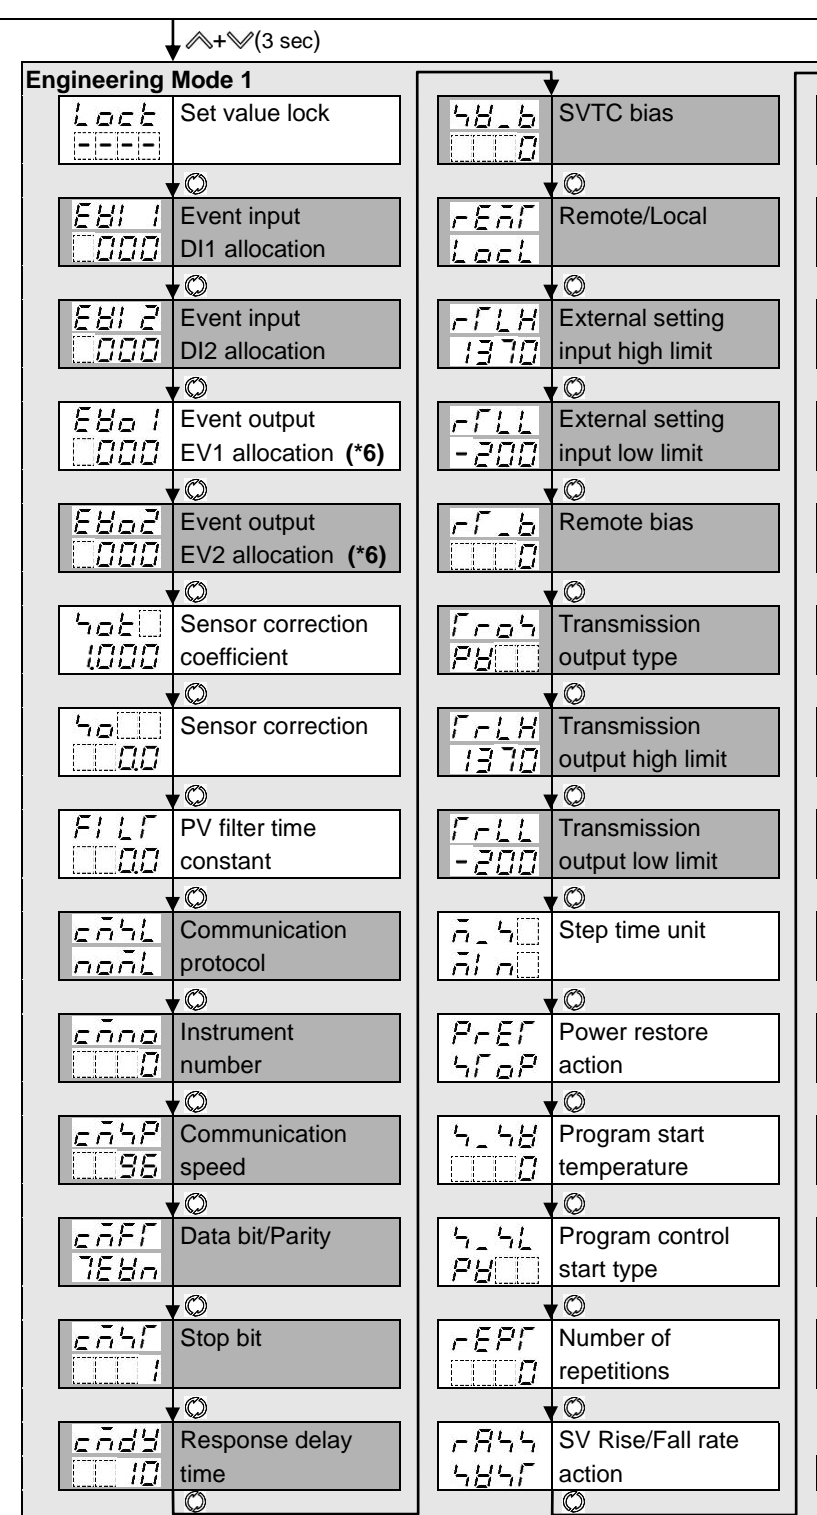 +(3 sec)
Engineering Mode 1
Lock Set value lock
----
EVI 1 Event input
000 DI1 allocation
EVI 2 Event input
000 DI2 allocation
EVo 1 Event output
000 EV1 allocation (*6)
EVo2 Event output
000 EV2 allocation (*6)
Sok Sensor correction
1.000 coefficient
So Sensor correction
0.0
FILT PV filter time
0.0 constant
cMSL Communication
noML protocol
cMno Instrument
0 number
cMSP Communication
96 speed
cMFT Data bit/Parity
7EVn
cMST Stop bit
1
cMdY Response delay
10 time
SV_b SVTC bias
0
rEMT Remote/Local
LocL
rTLH External setting
1370 input high limit
rTLL External setting
-200 input low limit
rT_b Remote bias
0
TroS Transmission
PV output type
TrLH Transmission
1370 output high limit
TrLL Transmission
-200 output low limit
M_S Step time unit
MIn
PrET Power restore
SToP action
S_SV Program start
0 temperature
S_SL Program control
PV start type
rEPT Number of
0 repetitions
rASS SV Rise/Fall rate
SVST action